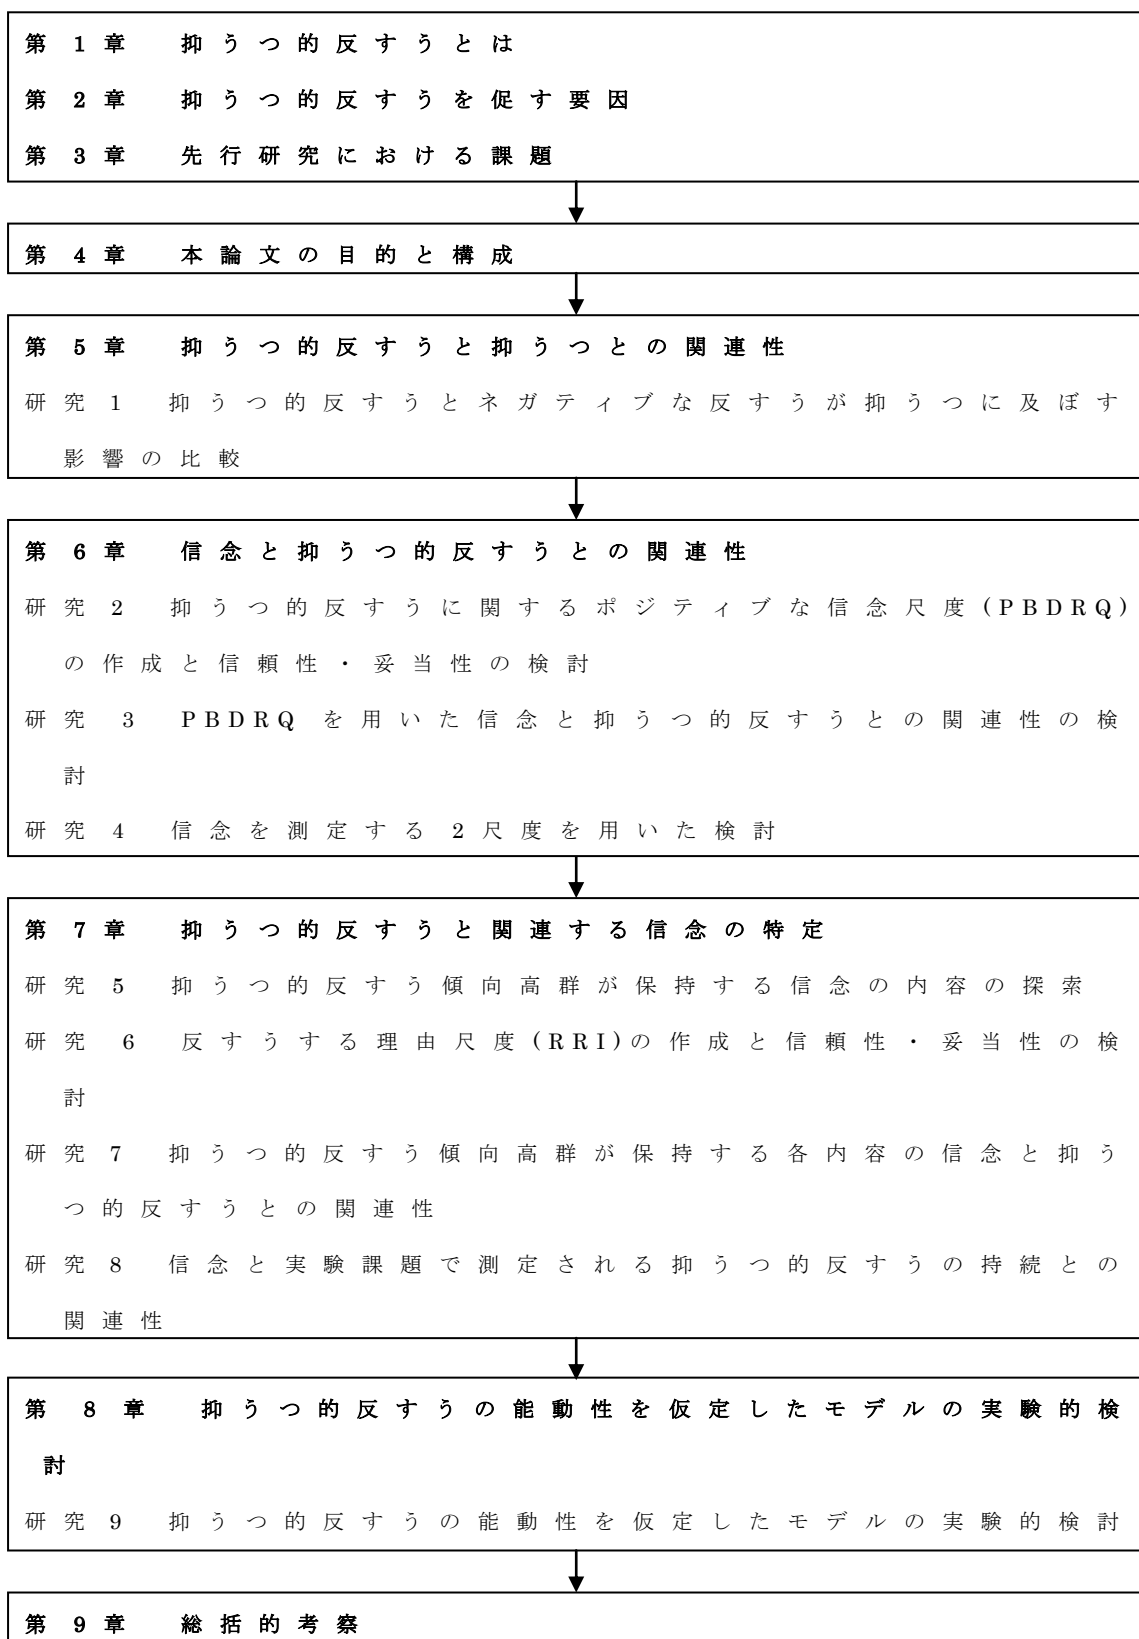 第1章 抑うつ的反すうとは
第2章 抑うつ的反すうを促す要因
第3章 先行研究における課題
第4章 本論文の目的と構成
第5章 抑うつ的反すうと抑うつとの関連性
研究1 抑うつ的反すうとネガティブな反すうが抑うつに及ぼす
影響の比較
第6章 信念と抑うつ的反すうとの関連性
研究2 抑うつ的反すうに関するポジティブな信念尺度(PBDRQ)
の作成と信頼性・妥当性の検討
研究3 PBDRQを用いた信念と抑うつ的反すうとの関連性の検
討
研究4 信念を測定する2尺度を用いた検討
第7章 抑うつ的反すうと関連する信念の特定
研究5 抑うつ的反すう傾向高群が保持する信念の内容の探索
研究6 反すうする理由尺度(RRI)の作成と信頼性・妥当性の検
討
研究7 抑うつ的反すう傾向高群が保持する各内容の信念と抑う
つ的反すうとの関連性
研究8 信念と実験課題で測定される抑うつ的反すうの持続との
関連性
第8章 抑うつ的反すうの能動性を仮定したモデルの実験的検
討
研究9 抑うつ的反すうの能動性を仮定したモデルの実験的検討
第9章 総括的考察